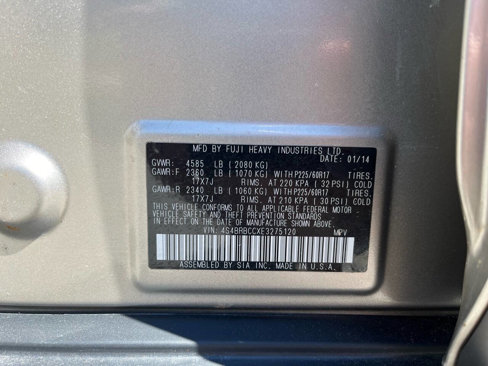 MFD BY FUJI HEAVY INDUSTRIES LTD.
DATE: 01/14
GVWR: 4585 LB (2080 KG)
GAWR:F 2360 LB (1070 KG) WITH P225/60R17 TIRES.
17X7J RIMS. AT 220 KPA (32 PSI) COLD
GAWR:R 2340 LB (1060 KG) WITH P225/60R17 TIRES.
17X7J RIMS. AT 210 KPA (30 PSI) COLD
THIS VEHICLE CONFORMS TO ALL APPLICABLE FEDERAL MOTOR
VEHICLE SAFETY AND THEFT PREVENTION STANDARDS
IN EFFECT ON THE DATE OF MANUFACTURE SHOWN ABOVE.
VIN: 4S4BRBCCXE3275120 MPV
ASSEMBLED BY SIA INC. MADE IN U.S.A.